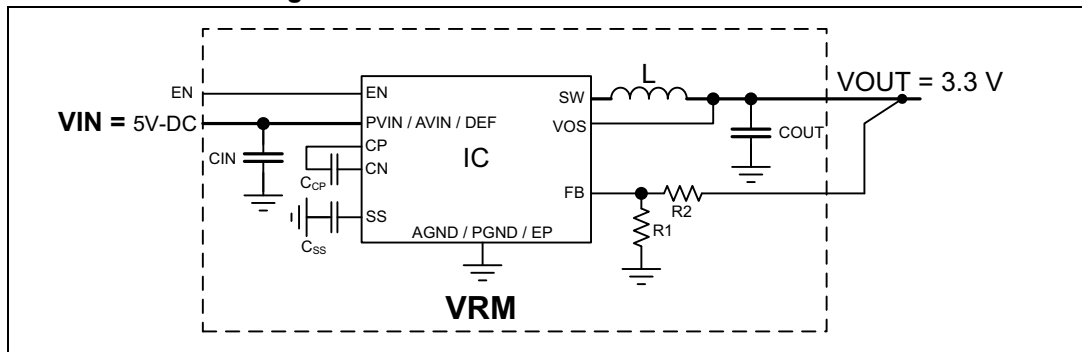 L
VOUT = 3.3 V
EN
EN
SW
VIN = 5V-DC
PVIN / AVIN / DEF
VOS
CIN
CP
IC
COUT
CN
CCP
FB
R2
SS
R1
CSS
AGND / PGND / EP
VRM